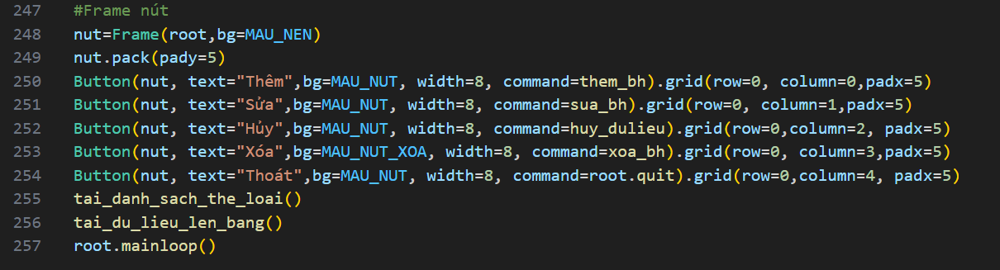 247 #Frame nút
248 nut=Frame(root,bg=MAU_NEN)
249 nut.pack(pady=5)
250 Button(nut, text="Thêm",bg=MAU_NUT, width=8, command=them_bh).grid(row=0, column=0,padx=5)
251 Button(nut, text="Sửa",bg=MAU_NUT, width=8, command=sua_bh).grid(row=0, column=1,padx=5)
252 Button(nut, text="Hủy",bg=MAU_NUT, width=8, command=huy_dulieu).grid(row=0,column=2, padx=5)
253 Button(nut, text="Xóa",bg=MAU_NUT_XOA, width=8, command=xoa_bh).grid(row=0, column=3,padx=5)
254 Button(nut, text="Thoát",bg=MAU_NUT, width=8, command=root.quit).grid(row=0,column=4, padx=5)
255 tai_danh_sach_the_loai()
256 tai_du_lieu_len_bang()
257 root.mainloop()